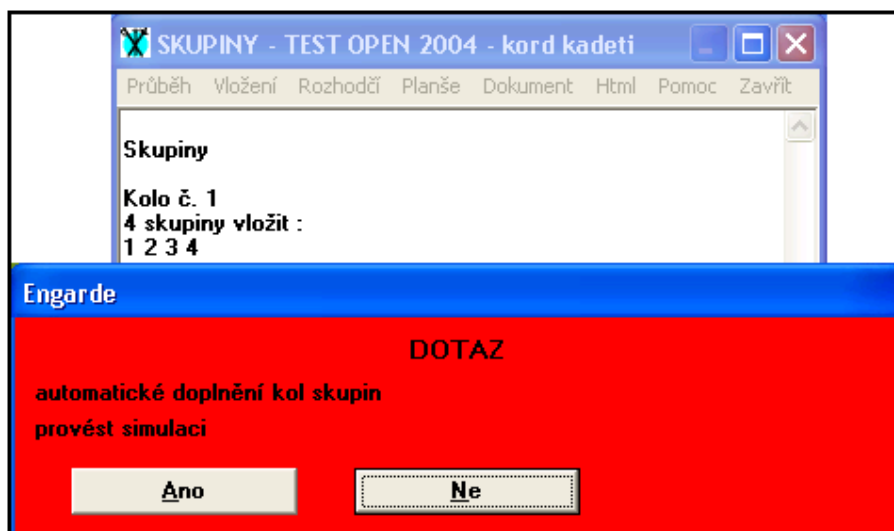 SKUPINY - TEST OPEN 2004 - kord kadeti
Průběh Vložení Rozhodčí Planše Dokument Html Pomoc Zavřít
Skupiny
Kolo č. 1
4 skupiny vložit :
1 2 3 4
Engarde
DOTAZ
automatické doplnění kol skupin
provést simulaci
Ano Ne